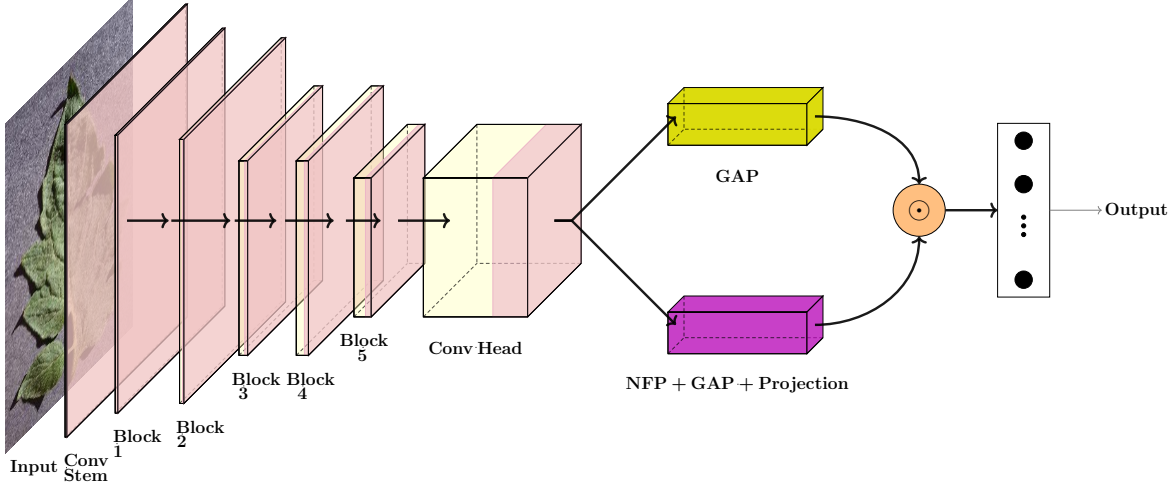 Input
Conv
Stem
Block
1
Block
2
Block
3
Block
4
Block
5
Conv Head
GAP
NFP + GAP + Projection
Output